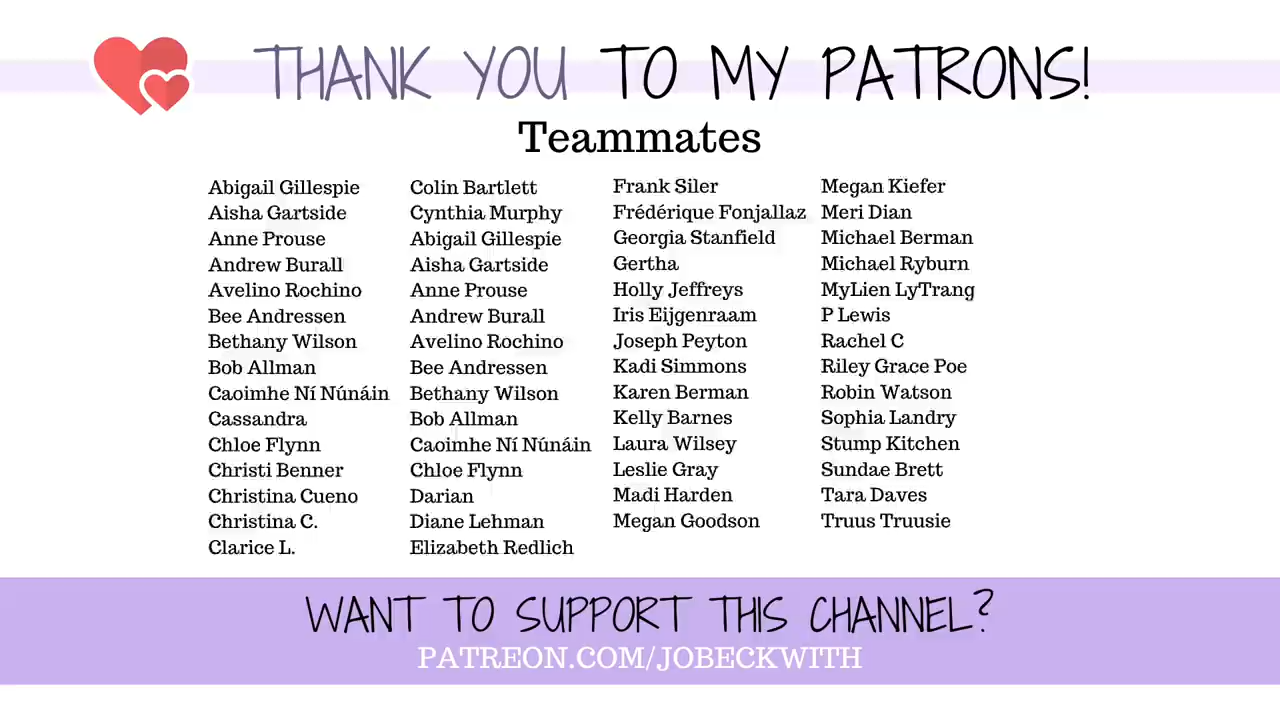 THANK YOU TO MY PATRONS!
Teammates
Abigail Gillespie
Aisha Gartside
Anne Prouse
Andrew Burall
Avelino Rochino
Bee Andressen
Bethany Wilson
Bob Allman
Caoimhe Ní Núnáin
Cassandra
Chloe Flynn
Christi Benner
Christina Cueno
Christina C.
Clarice L.
Colin Bartlett
Cynthia Murphy
Abigail Gillespie
Aisha Gartside
Anne Prouse
Andrew Burall
Avelino Rochino
Bee Andressen
Bethany Wilson
Bob Allman
Caoimhe Ní Núnáin
Chloe Flynn
Darian
Diane Lehman
Elizabeth Redlich
Frank Siler
Frédérique Fonjallaz
Georgia Stanfield
Gertha
Holly Jeffreys
Iris Eijgenraam
Joseph Peyton
Kadi Simmons
Karen Berman
Kelly Barnes
Laura Wilsey
Leslie Gray
Madi Harden
Megan Goodson
Megan Kiefer
Meri Dian
Michael Berman
Michael Ryburn
MyLien LyTrang
P Lewis
Rachel C
Riley Grace Poe
Robin Watson
Sophia Landry
Stump Kitchen
Sundae Brett
Tara Daves
Truus Truusie
WANT TO SUPPORT THIS CHANNEL?
PATREON.COM/JOBECKWITH